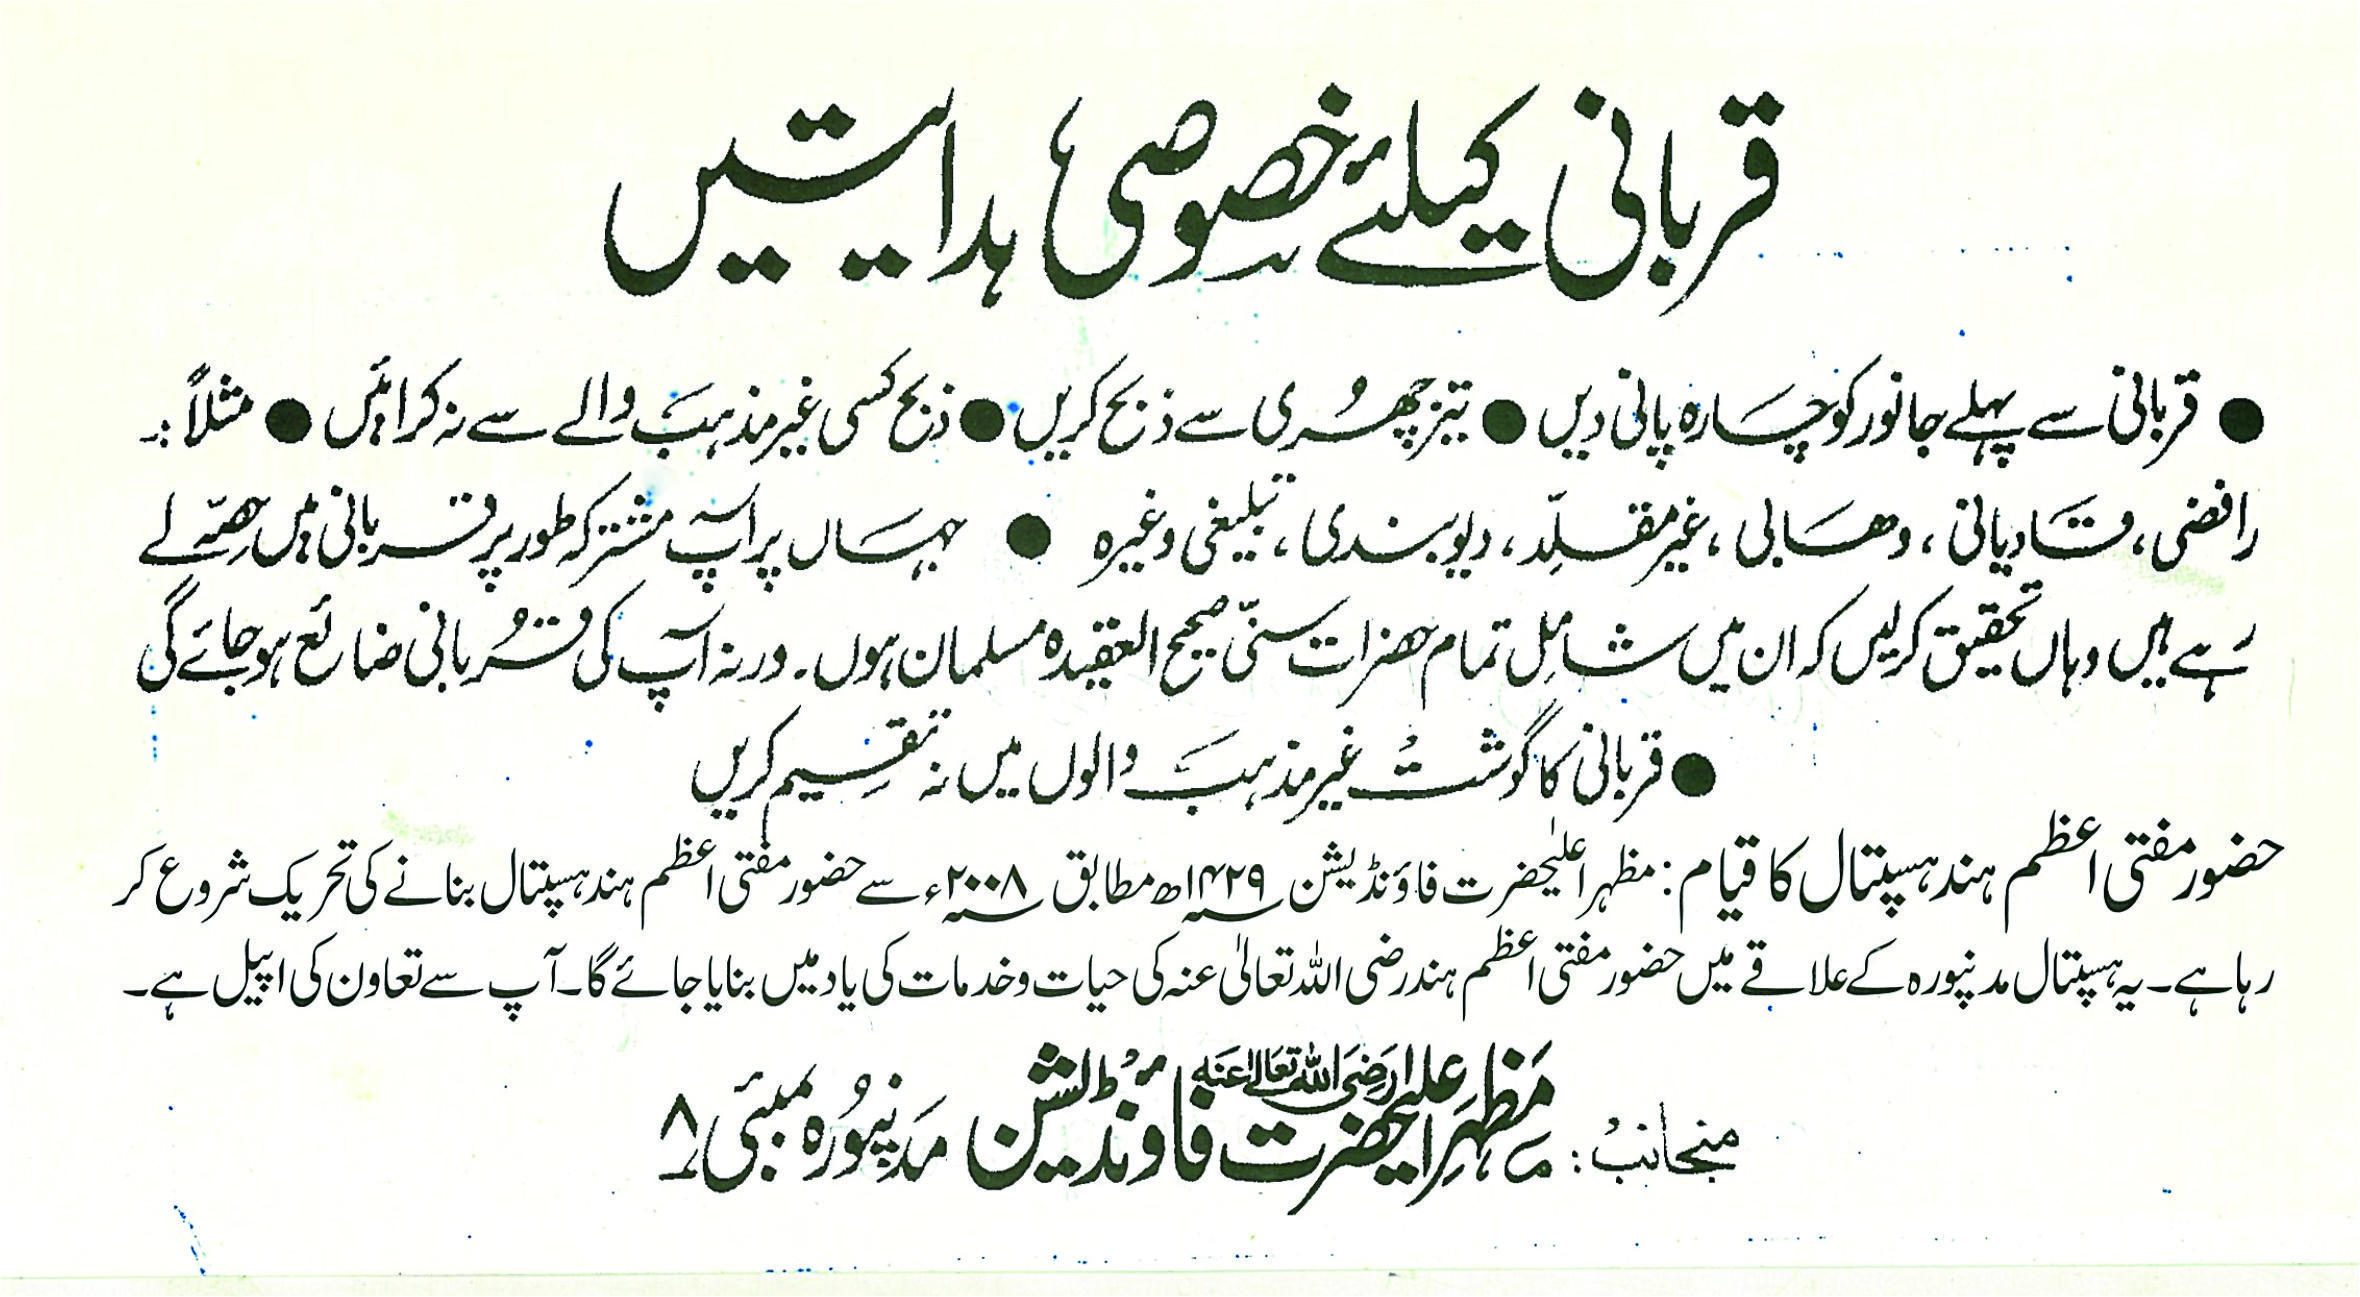 قربانی کیلئے خصوصی ہدایتیں
● قربانی سے پہلے جانور کو چارہ پانی دیں ● تیز چھُری سے ذبح کریں ● ذبح کسی غیر مذہب والے سے نہ کرائیں ● مثلاً :۔
رافضی، قادیانی، وھابی، غیر مقلِّد، دیوبندی، تبلیغی وغیرہ ● جہاں پر آپ مشترکہ طور پر قربانی میں حصّہ لے
رہے ہیں وہاں تحقیق کرلیں کہ ان میں شامل تمام حضرات سنّی صحیح العقیدہ مسلمان ہوں۔ ورنہ آپ کی قُربانی ضائع ہو جائے گی
● قربانی کا گوشت غیر مذہب والوں میں نہ تقسیم کریں
حضور مفتی اعظم ہند ہسپتال کا قیام: مظہر اعلیٰحضرت فاؤنڈیشن ۱۴۲۹ھ مطابق ۲۰۰۸ء سے حضور مفتی اعظم ہند ہسپتال بنانے کی تحریک شروع کر
رہا ہے۔ یہ ہسپتال مدنپورہ کے علاقے میں حضور مفتی اعظم ہند رضی اللہ تعالیٰ عنہ کی حیات و خدمات کی یاد میں بنایا جائے گا۔ آپ سے تعاون کی اپیل ہے۔
منجانب: مظہرِ اعلیٰحضرت رضی اللہ تعالیٰ عنہ فاؤنڈیشن مدنپورہ ممبئی ۸